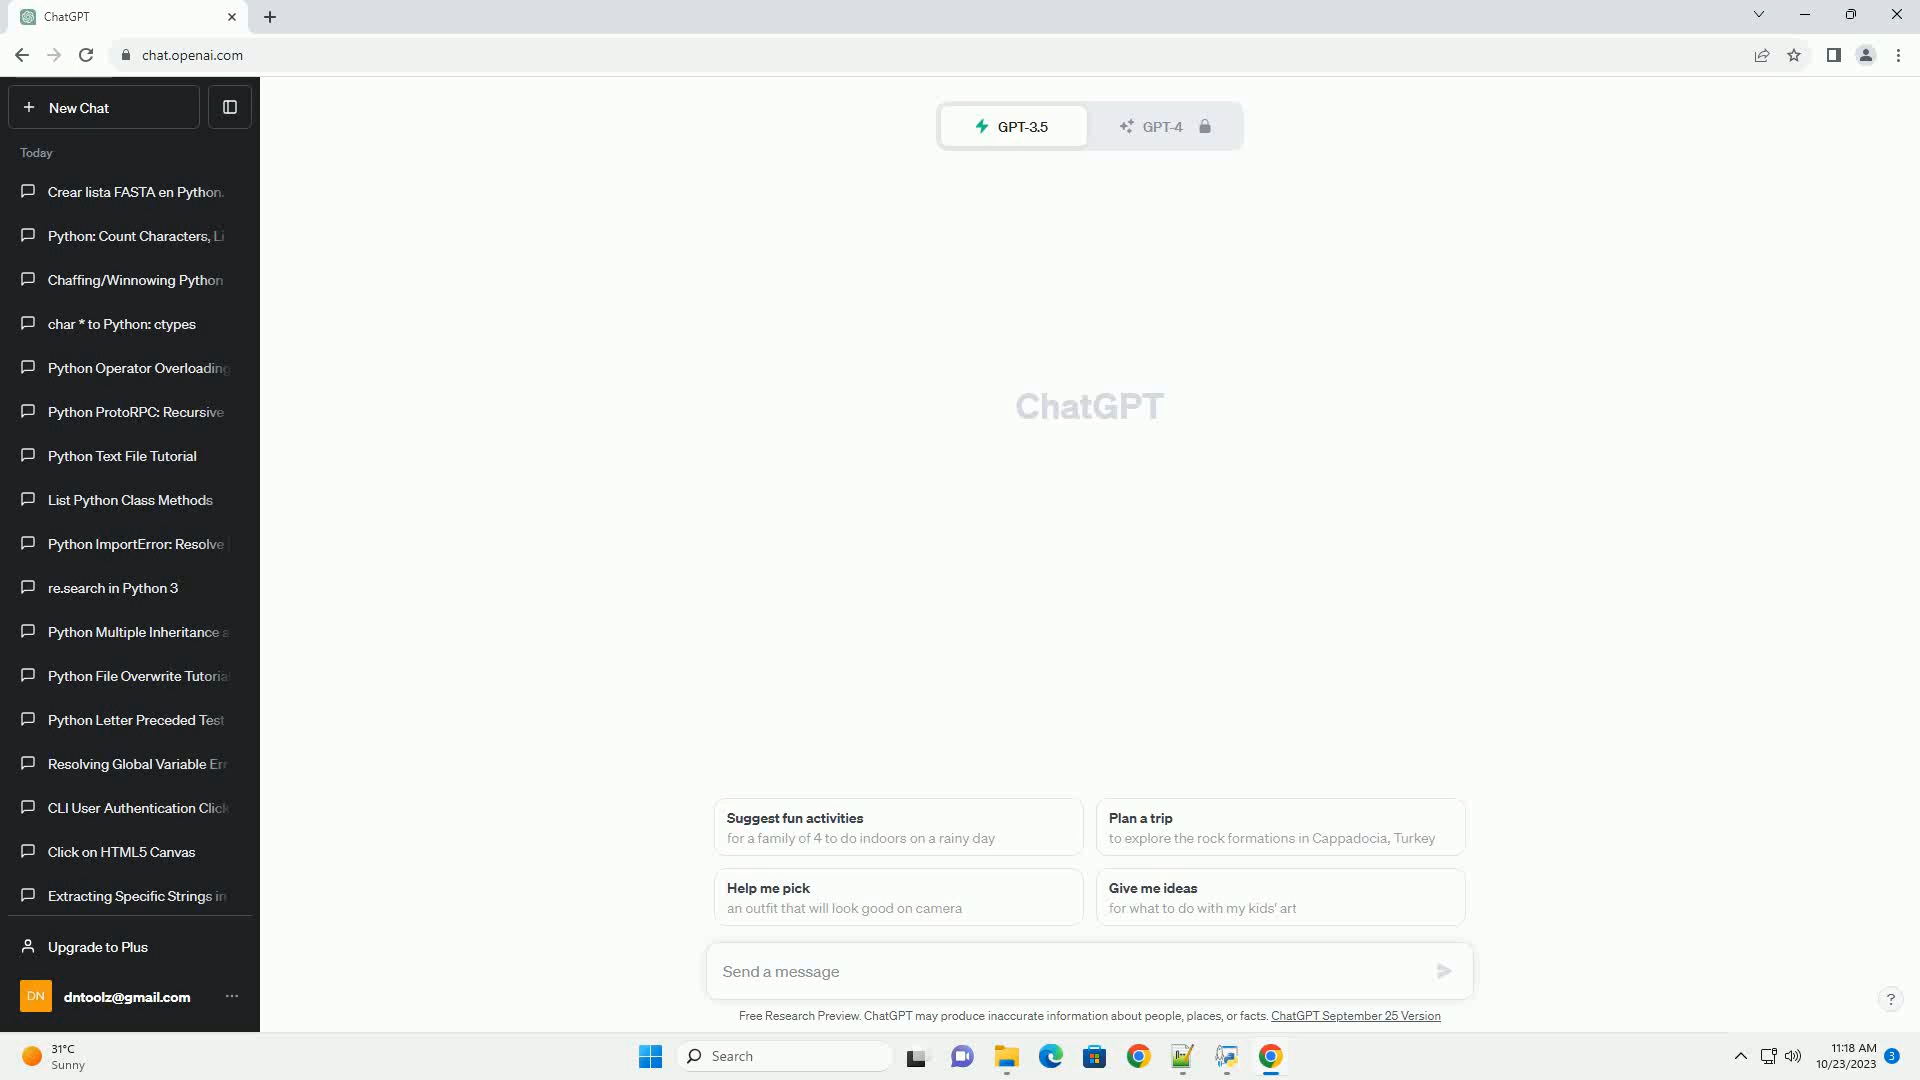 ChatGPT
chat.openai.com
New Chat
Today
Crear lista FASTA en Python.
Python: Count Characters, Li
Chaffing/Winnowing Python
char * to Python: ctypes
Python Operator Overloading
Python ProtoRPC: Recursive
Python Text File Tutorial
List Python Class Methods
Python ImportError: Resolve
re.search in Python 3
Python Multiple Inheritance a
Python File Overwrite Tutorial
Python Letter Preceded Test
Resolving Global Variable Err
CLI User Authentication Click
Click on HTML5 Canvas
Extracting Specific Strings in
Upgrade to Plus
DN dntoolz@gmail.com
GPT-3.5 GPT-4
ChatGPT
Suggest fun activities
for a family of 4 to do indoors on a rainy day
Plan a trip
to explore the rock formations in Cappadocia, Turkey
Help me pick
an outfit that will look good on camera
Give me ideas
for what to do with my kids' art
Send a message
Free Research Preview. ChatGPT may produce inaccurate information about people, places, or facts. ChatGPT September 25 Version
?
31°C
Sunny
Search
11:18 AM
10/23/2023
3